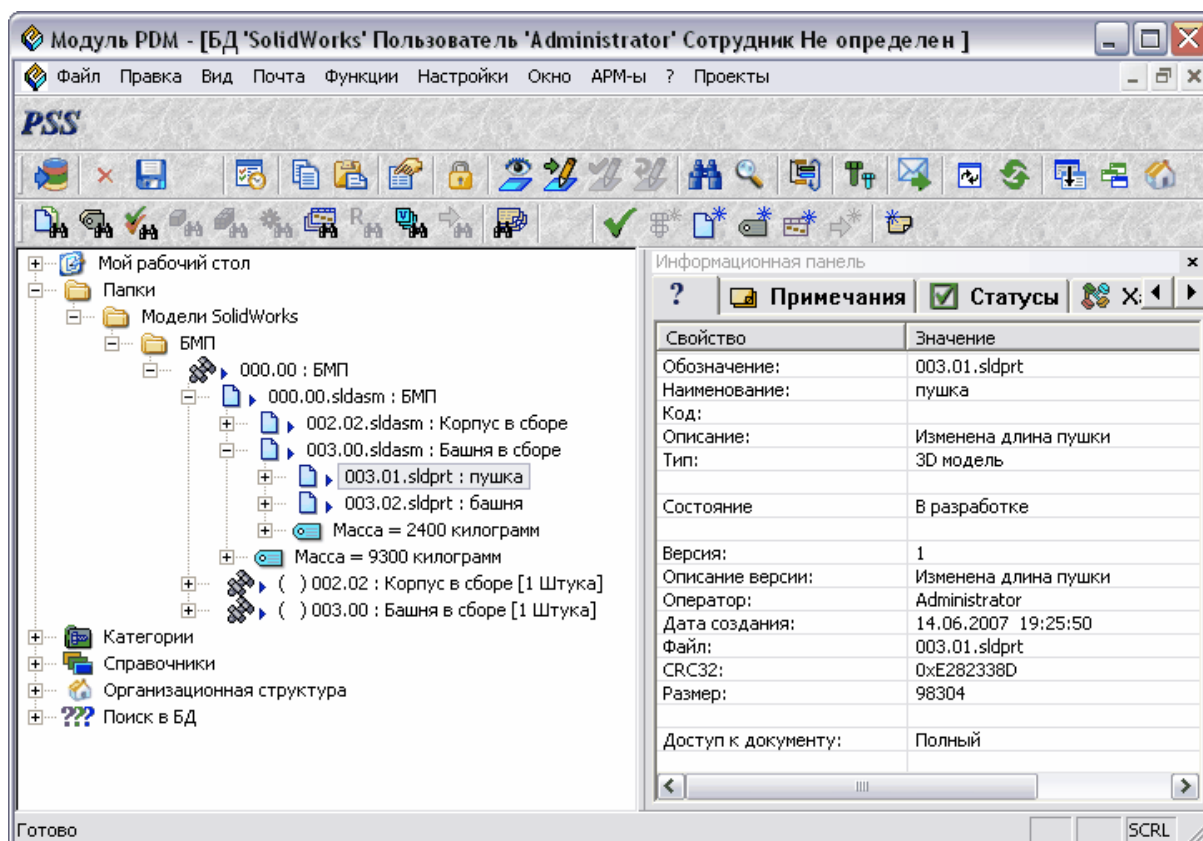 Модуль PDM - [БД 'SolidWorks' Пользователь 'Administrator' Сотрудник Не определен ]
Файл Правка Вид Почта Функции Настройки Окно АРМ-ы ? Проекты
PSS
Мой рабочий стол
Папки
Модели SolidWorks
БМП
000.00 : БМП
000.00.sldasm : БМП
002.02.sldasm : Корпус в сборе
003.00.sldasm : Башня в сборе
003.01.sldprt : пушка
003.02.sldprt : башня
Масса = 2400 килограмм
Масса = 9300 килограмм
( ) 002.02 : Корпус в сборе [1 Штука]
( ) 003.00 : Башня в сборе [1 Штука]
Категории
Справочники
Организационная структура
??? Поиск в БД
Информационная панель
? Примечания Статусы Х
Свойство Значение
Обозначение: 003.01.sldprt
Наименование: пушка
Код:
Описание: Изменена длина пушки
Тип: 3D модель
Состояние В разработке
Версия: 1
Описание версии: Изменена длина пушки
Оператор: Administrator
Дата создания: 14.06.2007 19:25:50
Файл: 003.01.sldprt
CRC32: 0xE282338D
Размер: 98304
Доступ к документу: Полный
Готово SCRL